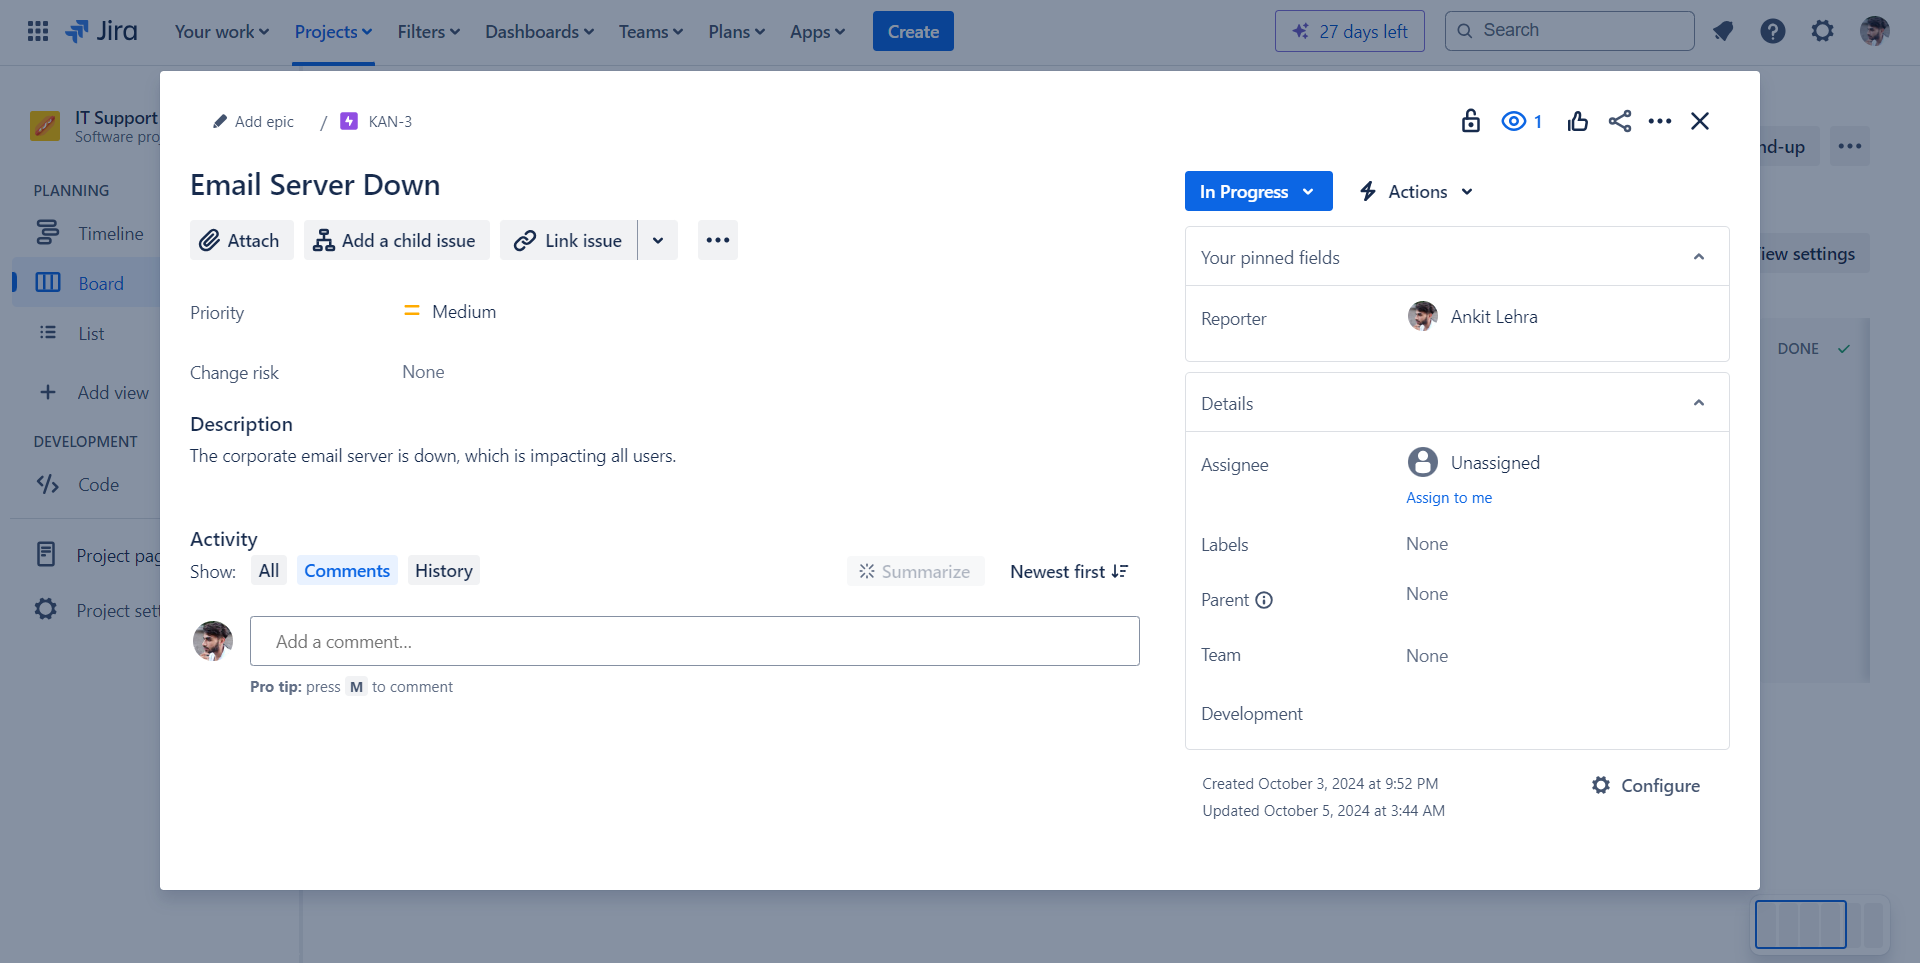 Jira
Your work
Projects
Filters
Dashboards
Teams
Plans
Apps
Create
27 days left
Search
IT Support
Software pro
PLANNING
Timeline
Board
List
Add view
DEVELOPMENT
Code
Project pag
Project sett
Add epic / KAN-3
1
Email Server Down
Attach
Add a child issue
Link issue
Priority
Medium
Change risk
None
Description
The corporate email server is down, which is impacting all users.
Activity
Show: All Comments History
Summarize
Newest first
Add a comment...
Pro tip: press M to comment
In Progress
Actions
Your pinned fields
Reporter
Ankit Lehra
Details
Assignee
Unassigned
Assign to me
Labels
None
Parent
None
Team
None
Development
Created October 3, 2024 at 9:52 PM
Updated October 5, 2024 at 3:44 AM
Configure
nd-up
iew settings
DONE